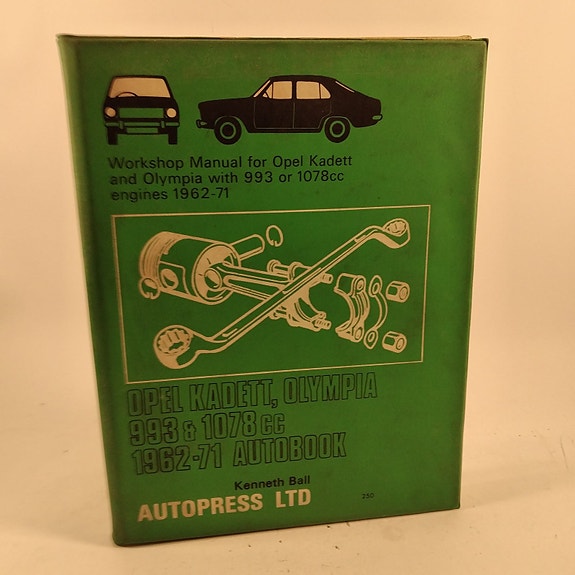 Workshop Manual for Opel Kadett
and Olympia with 993 or 1078cc
engines 1962-71
OPEL KADETT, OLYMPIA
993 & 1078 cc
1962-71 AUTOBOOK
Kenneth Ball
AUTOPRESS LTD
350